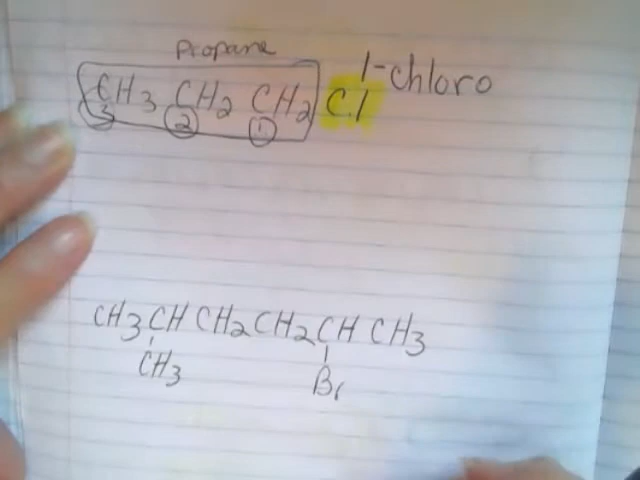 Propane
1-chloro
CH3 CH2 CH2 Cl
3 2 1
CH3 CH CH2 CH2 CH CH3
CH3 Br